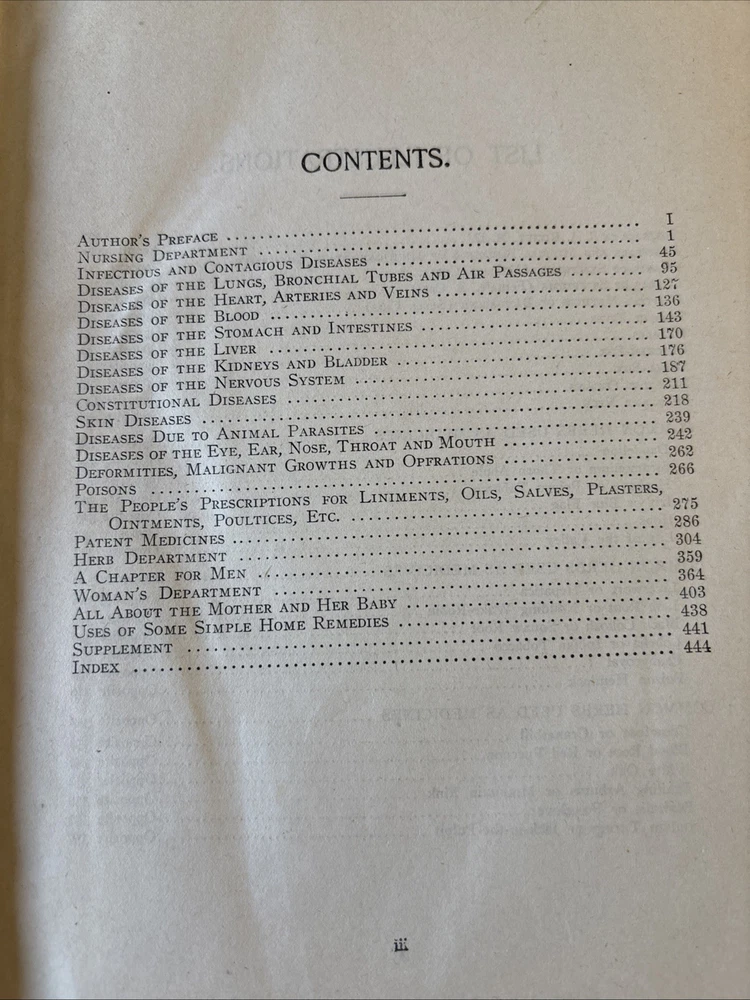 CONTENTS.
AUTHOR'S PREFACE ........ I
NURSING DEPARTMENT ........ 1
INFECTIOUS AND CONTAGIOUS DISEASES ........ 45
DISEASES OF THE LUNGS, BRONCHIAL TUBES AND AIR PASSAGES ........ 95
DISEASES OF THE HEART, ARTERIES AND VEINS ........ 127
DISEASES OF THE BLOOD ........ 136
DISEASES OF THE STOMACH AND INTESTINES ........ 143
DISEASES OF THE LIVER ........ 170
DISEASES OF THE KIDNEYS AND BLADDER ........ 176
DISEASES OF THE NERVOUS SYSTEM ........ 187
CONSTITUTIONAL DISEASES ........ 211
SKIN DISEASES ........ 218
DISEASES DUE TO ANIMAL PARASITES ........ 239
DISEASES OF THE EYE, EAR, NOSE, THROAT AND MOUTH ........ 242
DEFORMITIES, MALIGNANT GROWTHS AND OPFRATIONS ........ 262
POISONS ........ 266
THE PEOPLE'S PRESCRIPTIONS FOR LINIMENTS, OILS, SALVES, PLASTERS,
OINTMENTS, POULTICES, ETC. ........ 275
PATENT MEDICINES ........ 286
HERB DEPARTMENT ........ 304
A CHAPTER FOR MEN ........ 359
WOMAN'S DEPARTMENT ........ 364
ALL ABOUT THE MOTHER AND HER BABY ........ 403
USES OF SOME SIMPLE HOME REMEDIES ........ 438
SUPPLEMENT ........ 441
INDEX ........ 444
iii